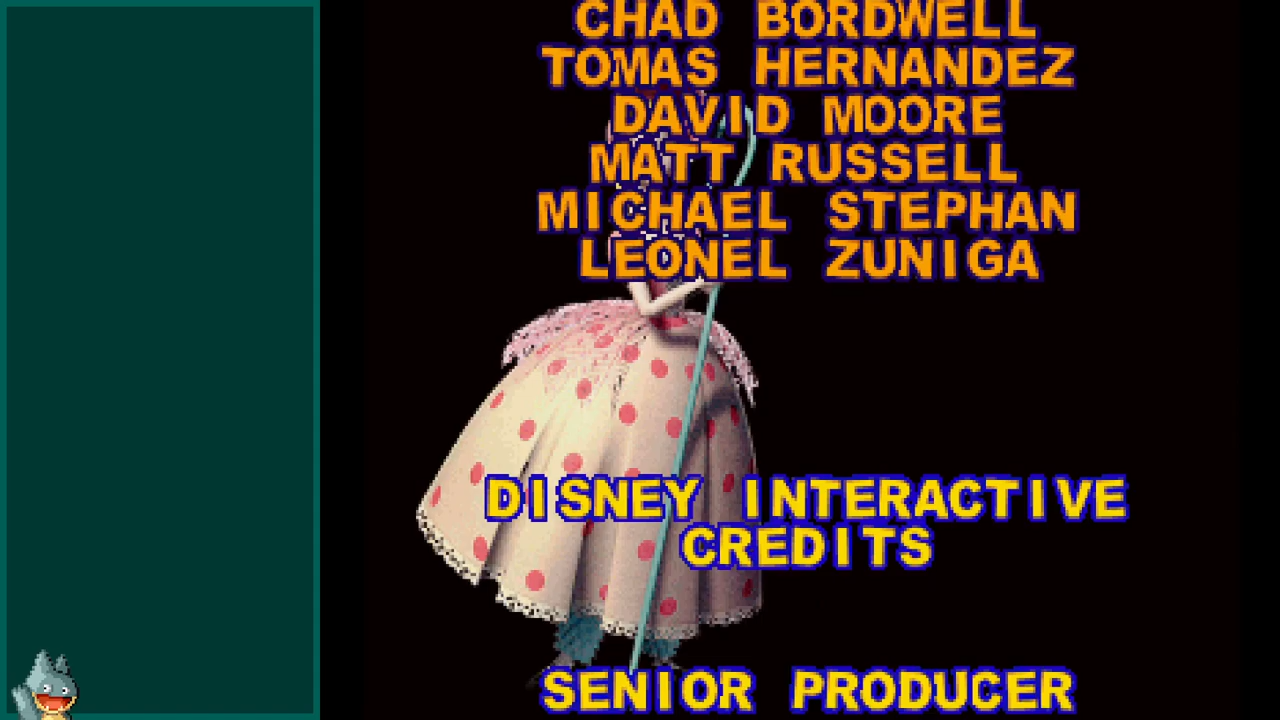 CHAD BORDWELL
TOMAS HERNANDEZ
DAVID MOORE
MATT RUSSELL
MICHAEL STEPHAN
LEONEL ZUNIGA
DISNEY INTERACTIVE
CREDITS
SENIOR PRODUCER